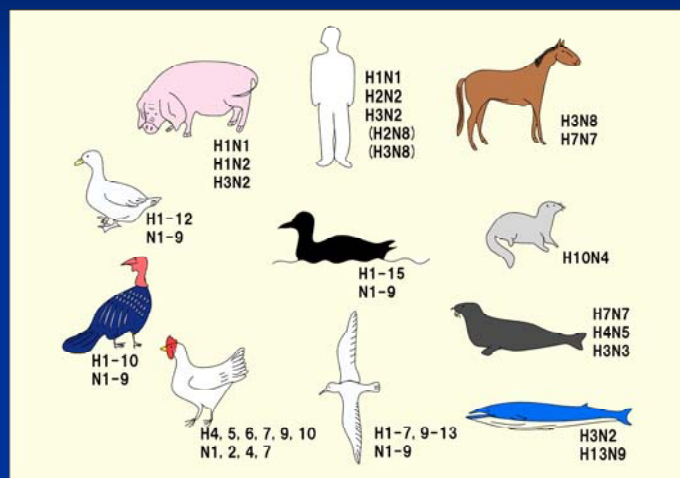 H1N1
H1N2
H3N2
H1N1
H2N2
H3N2
(H2N8)
(H3N8)
H3N8
H7N7
H1-12
N1-9
H1-15
N1-9
H10N4
H1-10
N1-9
H7N7
H4N5
H3N3
H4, 5, 6, 7, 9, 10
N1, 2, 4, 7
H1-7, 9-13
N1-9
H3N2
H13N9